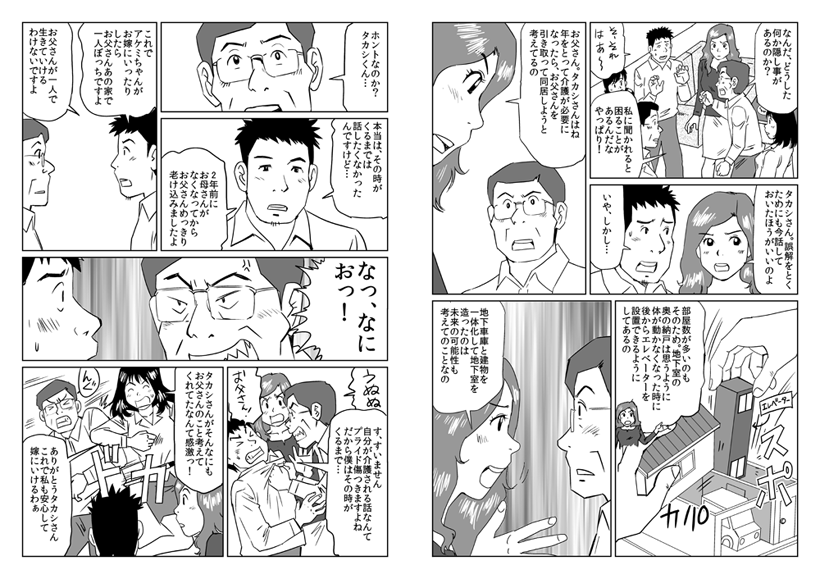 なんだ、どうした
何か隠し事が
あるのか？
ぎくっ
はあ〜
私に聞かれると
困ることが
あるんだな
やっぱり！
タカシさん。誤解をとく
ためにも今話して
おいたほうがいいのよ
いや、しかし…
お父さん。タカシさんはね
年をとって介護が必要に
なったら、お父さんを
引き取って同居しようと
考えてるの
部屋数が多いのも
そのため。地下室の
奥の納戸は思うように
体が動かなくなった時に
後からエレベーターを
設置できるように
してあるの
エレベーター
スポ
カパ
地下車庫と建物を
一体化して地下室を
造ったのは
未来の可能性も
考えてのことなの
ホントなのか？
タカシくん…
本当は、その時が
くるまでは
話したくなかった
んですけど…
２年前に
お母さんが
なくなってから
お父さんめっきり
老け込みましたよ
これで
アケミちゃんが
お嫁にいったり
したら
お父さんあの家で
一人ぼっちですよ
お父さんが一人で
生きていける
わけないですよ
なっ、なに
おっ！
うぬぬ
お父さん！
す、すいません
自分が介護される話なんて
プライド傷つきますよね
だから僕はその時が
くるまで…
タカシさんがそんなにも
お父さんのこと考えて
くれてたなんて感激っ！
ありがとうタカシさん
これで私も安心して
嫁にいけるわぁ